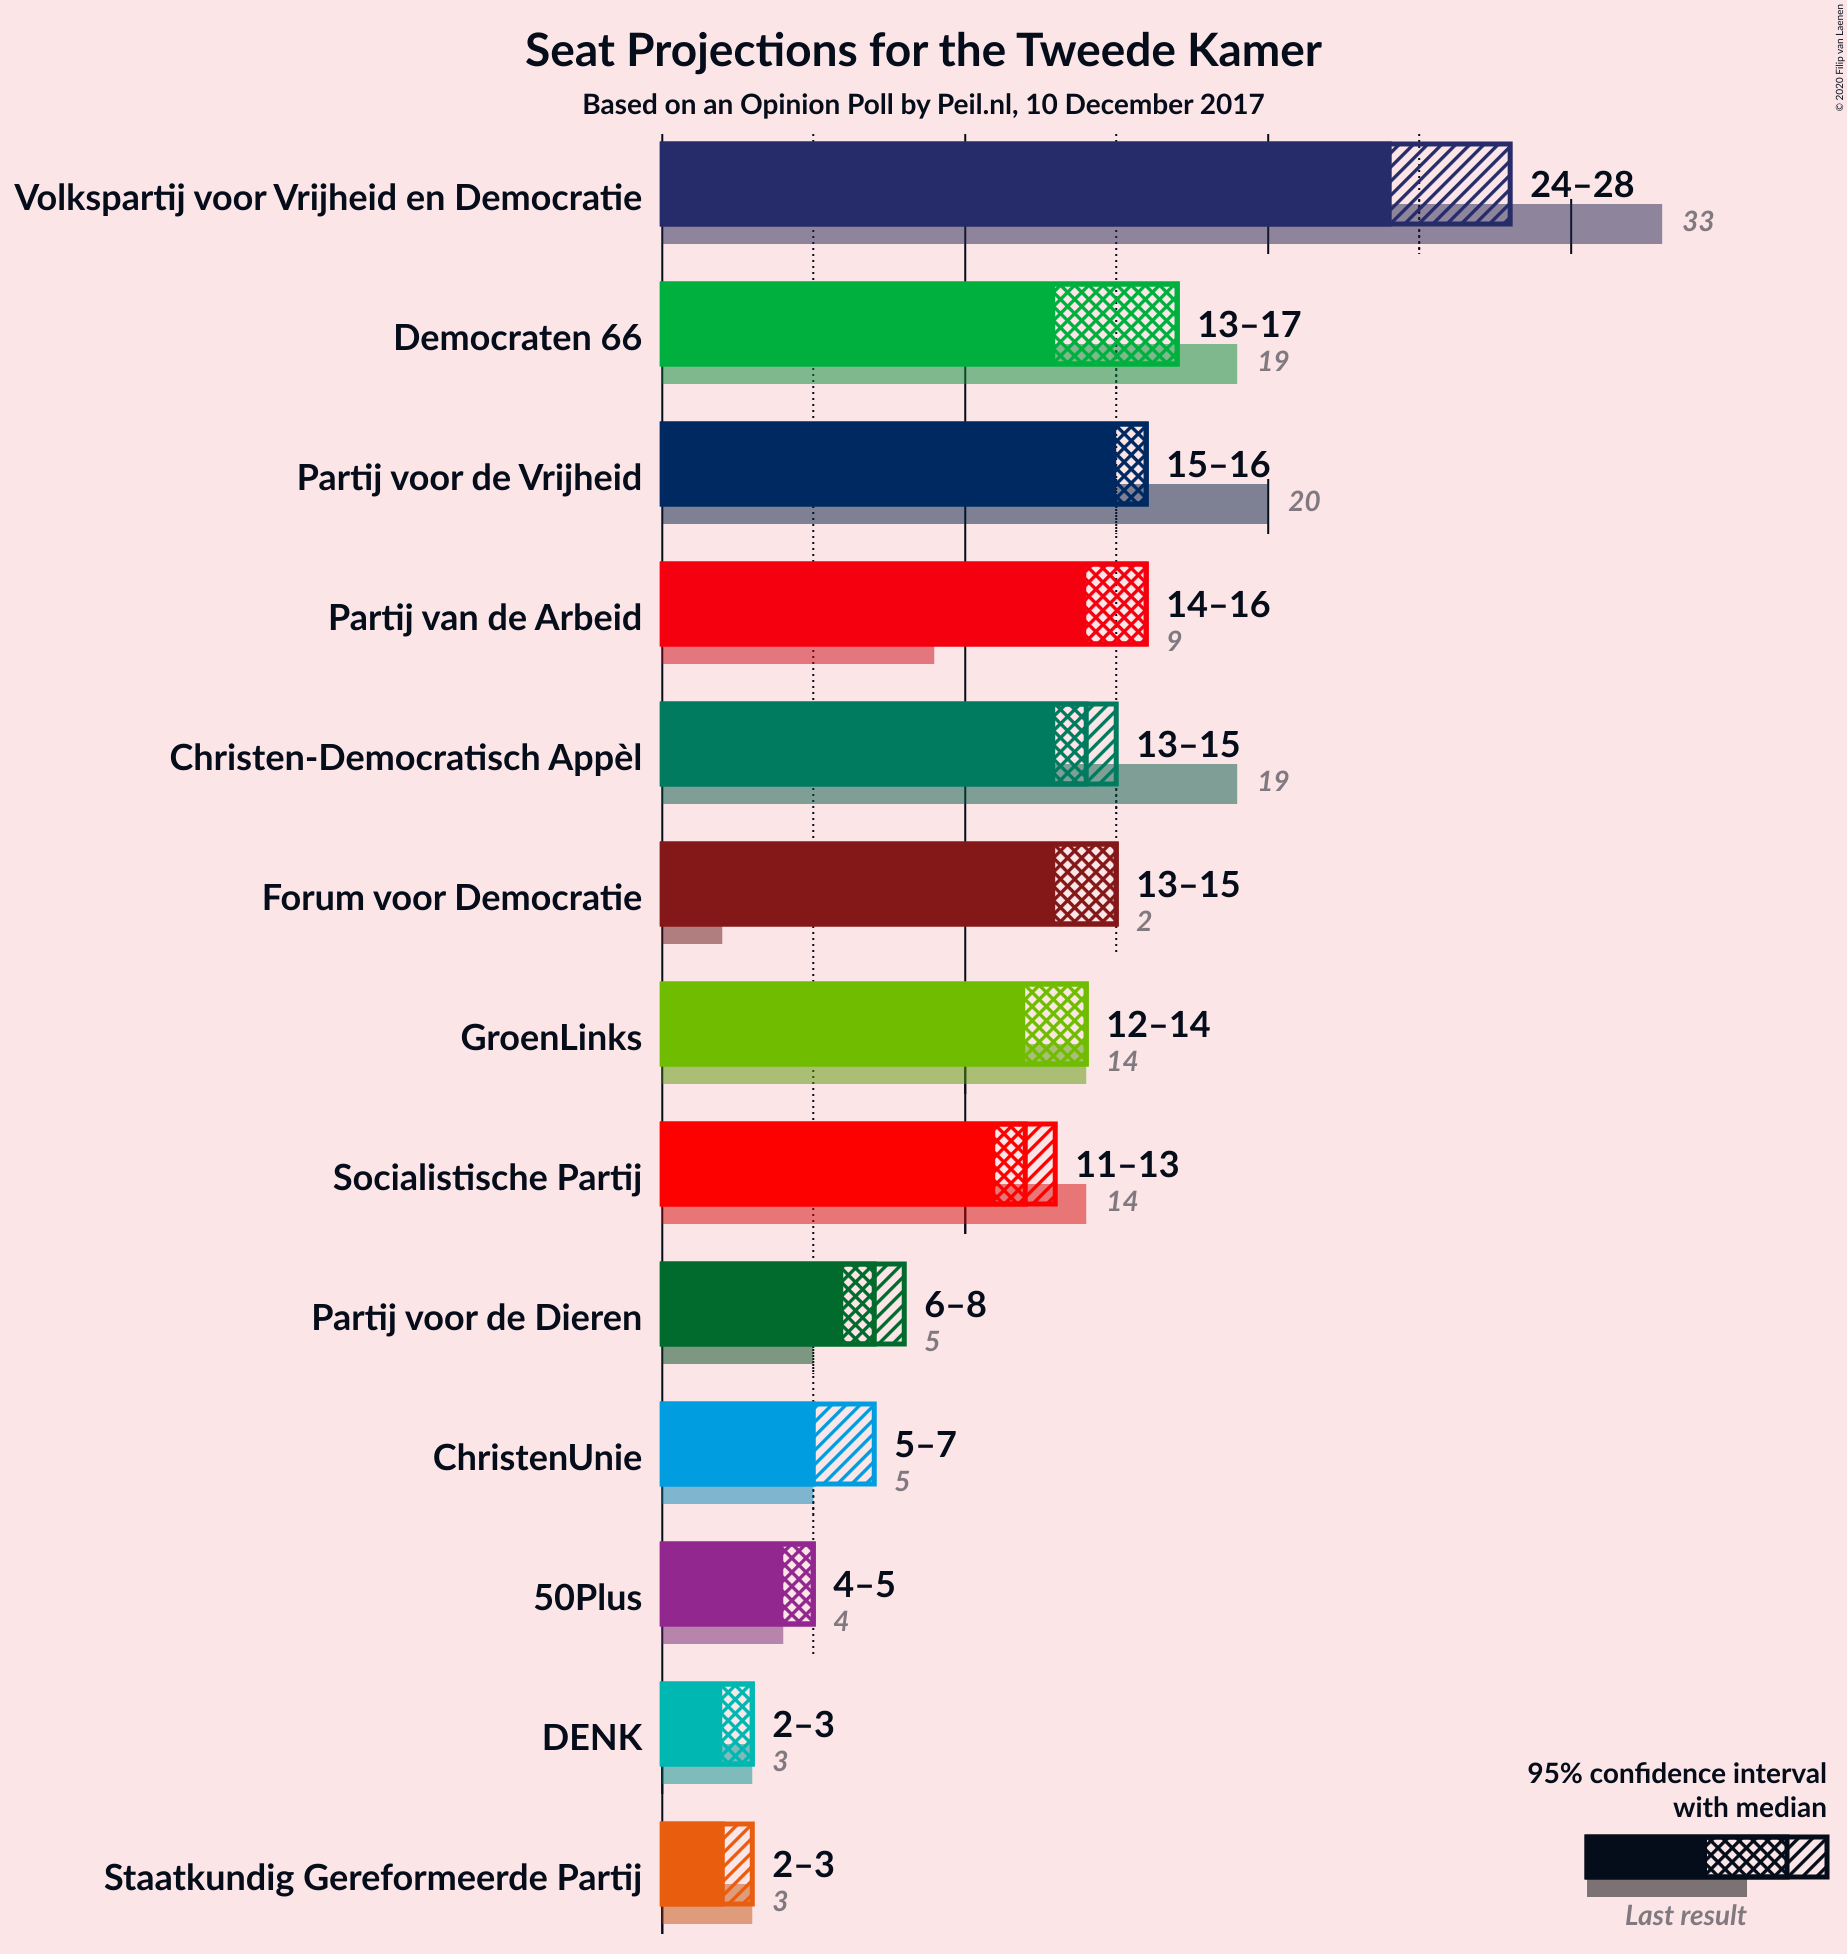 Seat Projections for the Tweede Kamer
Based on an Opinion Poll by Peil.nl, 10 December 2017
© 2020 Filip van Laenen
Volkspartij voor Vrijheid en Democratie
24–28
33
Democraten 66
13–17
19
Partij voor de Vrijheid
15–16
20
Partij van de Arbeid
14–16
9
Christen-Democratisch Appèl
13–15
19
Forum voor Democratie
13–15
2
GroenLinks
12–14
14
Socialistische Partij
11–13
14
Partij voor de Dieren
6–8
5
ChristenUnie
5–7
5
50Plus
4–5
4
DENK
2–3
3
Staatkundig Gereformeerde Partij
2–3
3
95% confidence interval
with median
Last result